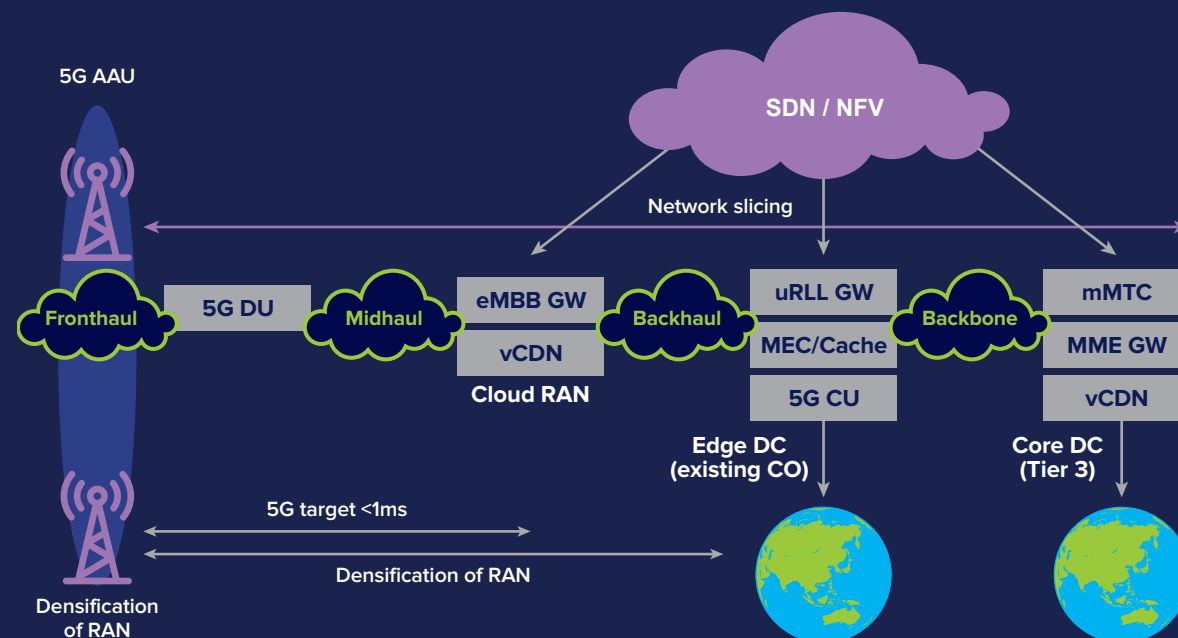 5G AAU
SDN / NFV
Network slicing
Fronthaul
5G DU
Midhaul
eMBB GW
vCDN
Cloud RAN
Backhaul
uRLL GW
MEC/Cache
5G CU
Edge DC
(existing CO)
Backbone
mMTC
MME GW
vCDN
Core DC
(Tier 3)
5G target <1ms
Densification of RAN
Densification
of RAN